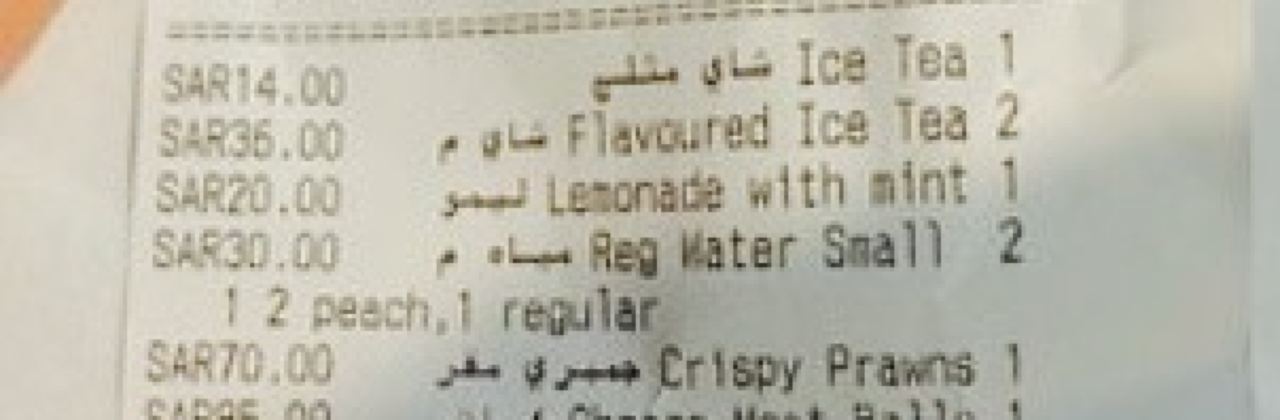 SAR14.00 شاي مثلج Ice Tea 1
SAR36.00 شاي م Flavoured Ice Tea 2
SAR20.00 ليمو Lemonade with mint 1
SAR30.00 مياه م Reg Water Small 2
1 2 peach,1 regular
SAR70.00 جمبري مقر Crispy Prawns 1